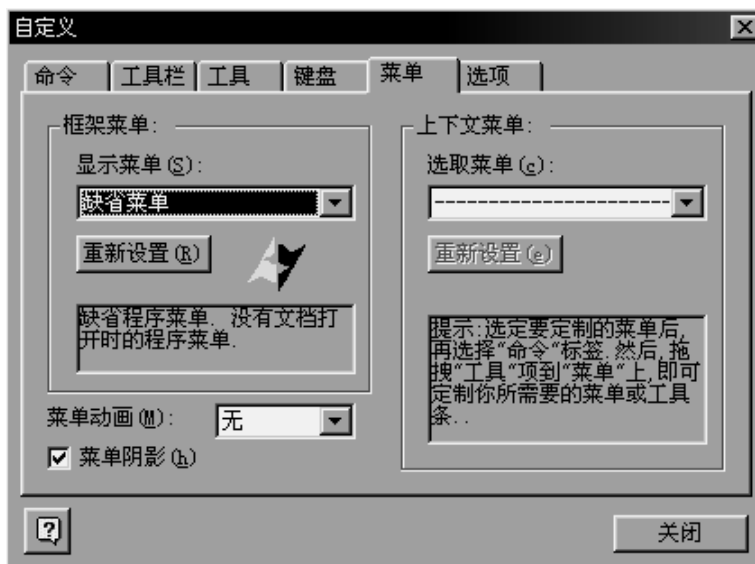 自定义
命令 工具栏 工具 键盘 菜单 选项
框架菜单:
显示菜单(S):
缺省菜单
重新设置(R)
缺省程序菜单. 没有文档打
开时的程序菜单.
菜单动画(M): 无
菜单阴影(h)
上下文菜单:
选取菜单(c):
---------------------
重新设置(e)
提示:选定要定制的菜单后,
再选择"命令"标签.然后,拖
拽"工具"项到"菜单"上,即可
定制你所需要的菜单或工具
条..
关闭